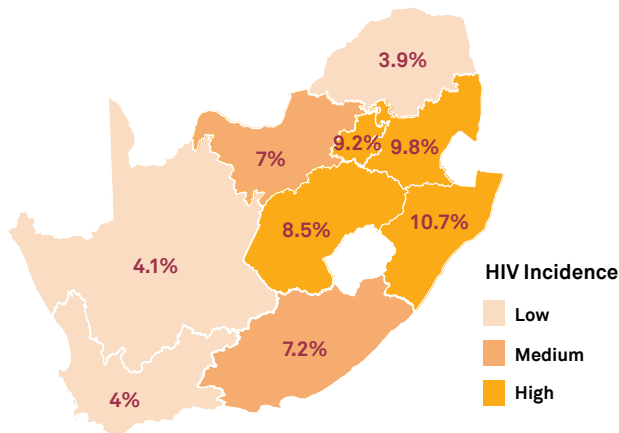 3.9%
9.2%
9.8%
7%
10.7%
8.5%
4.1%
HIV Incidence
Low
Medium
7.2%
High
4%